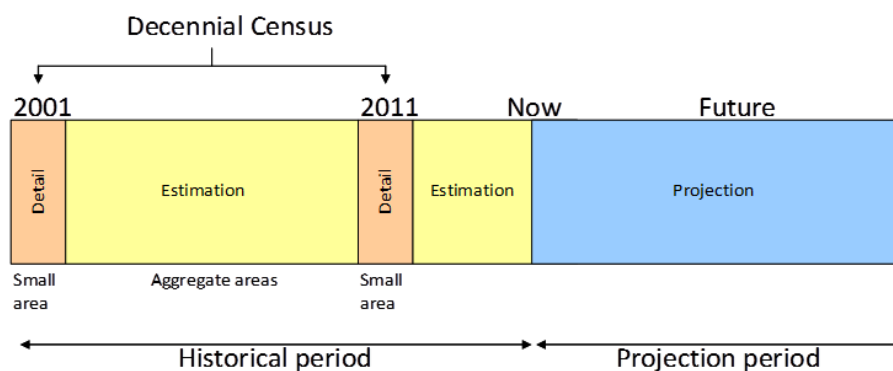 Decennial Census
2001 2011 Now Future
Detail Estimation Detail Estimation Projection
Small area Aggregate areas Small area
Historical period Projection period